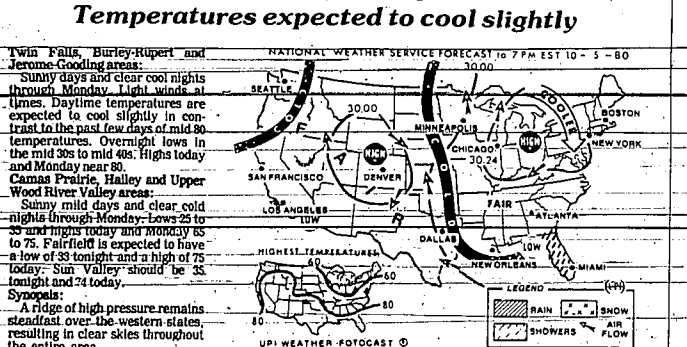 Temperatures expected to cool slightly
Twin Falls, Burley-Rupert and
Jerome-Gooding areas:
Sunny days and clear cool nights
through Monday. Light winds at
times. Daytime temperatures are
expected to cool slightly in con-
trast to the past few days of mid 80
temperatures. Overnight lows in
the mid 30s to mid 40s. Highs today
and Monday near 80.
Camas Prairie, Hailey and Upper
Wood River Valley areas:
Sunny mild days and clear cold
nights through Monday. Lows 25 to
35 and highs today and Monday 65
to 75. Fairfield is expected to have
a low of 33 tonight and a high of 75
today. Sun Valley should be 35
tonight and 74 today.
Synopsis:
A ridge of high pressure remains
steadfast over the western states,
resulting in clear skies throughout
the entire area.
NATIONAL WEATHER SERVICE FORECAST to 7 PM EST 10 - 5 - 80
30.00
SEATTLE
COLD
30.00
FAIR
HIGH
DENVER
SAN FRANCISCO
LOS ANGELES
LOW
MINNEAPOLIS
CHICAGO
30.24
COOLER
HIGH
BOSTON
NEW YORK
COLD
FAIR
ATLANTA
DALLAS
LOW
NEW ORLEANS
MIAMI
HIGHEST TEMPERATURES
60
60
80
80
LEGEND
RAIN
SNOW
SHOWERS
AIR FLOW
UPI WEATHER FOTOCAST